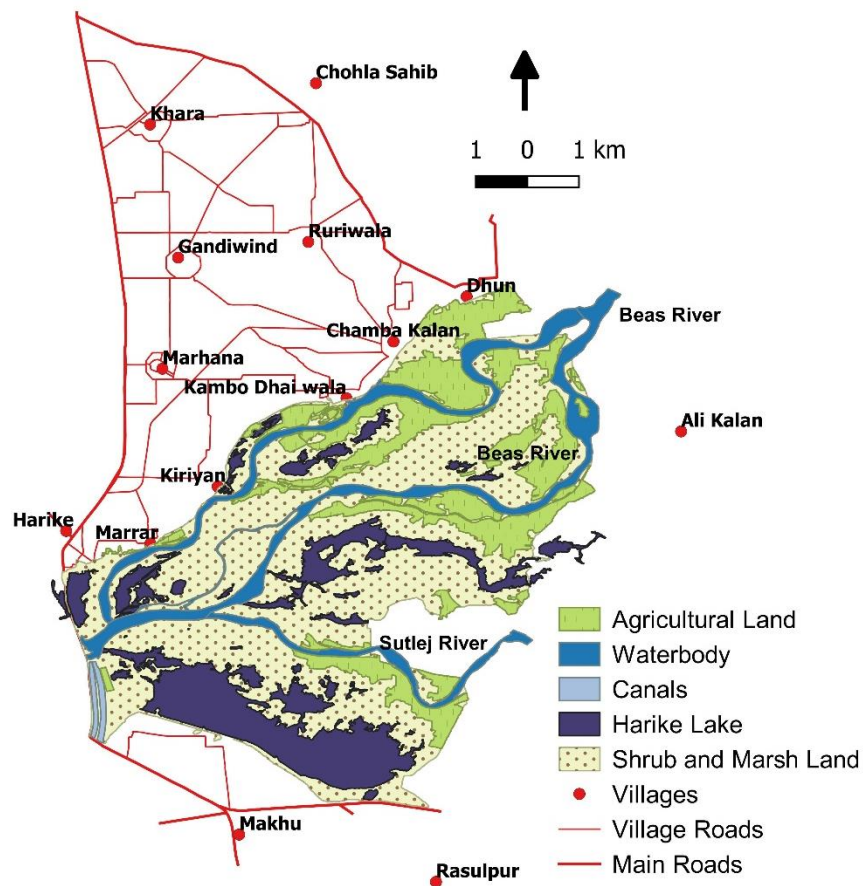 Chohla Sahib
Khara
1 0 1 km
Ruriwala
Gandiwind
Dhun
Beas River
Chamba Kalan
Marhana
Kambo Dhai wala
Ali Kalan
Beas River
Kiriyan
Harike
Marrar
Sutlej River
Agricultural Land
Waterbody
Canals
Harike Lake
Shrub and Marsh Land
Villages
Village Roads
Main Roads
Makhu
Rasulpur